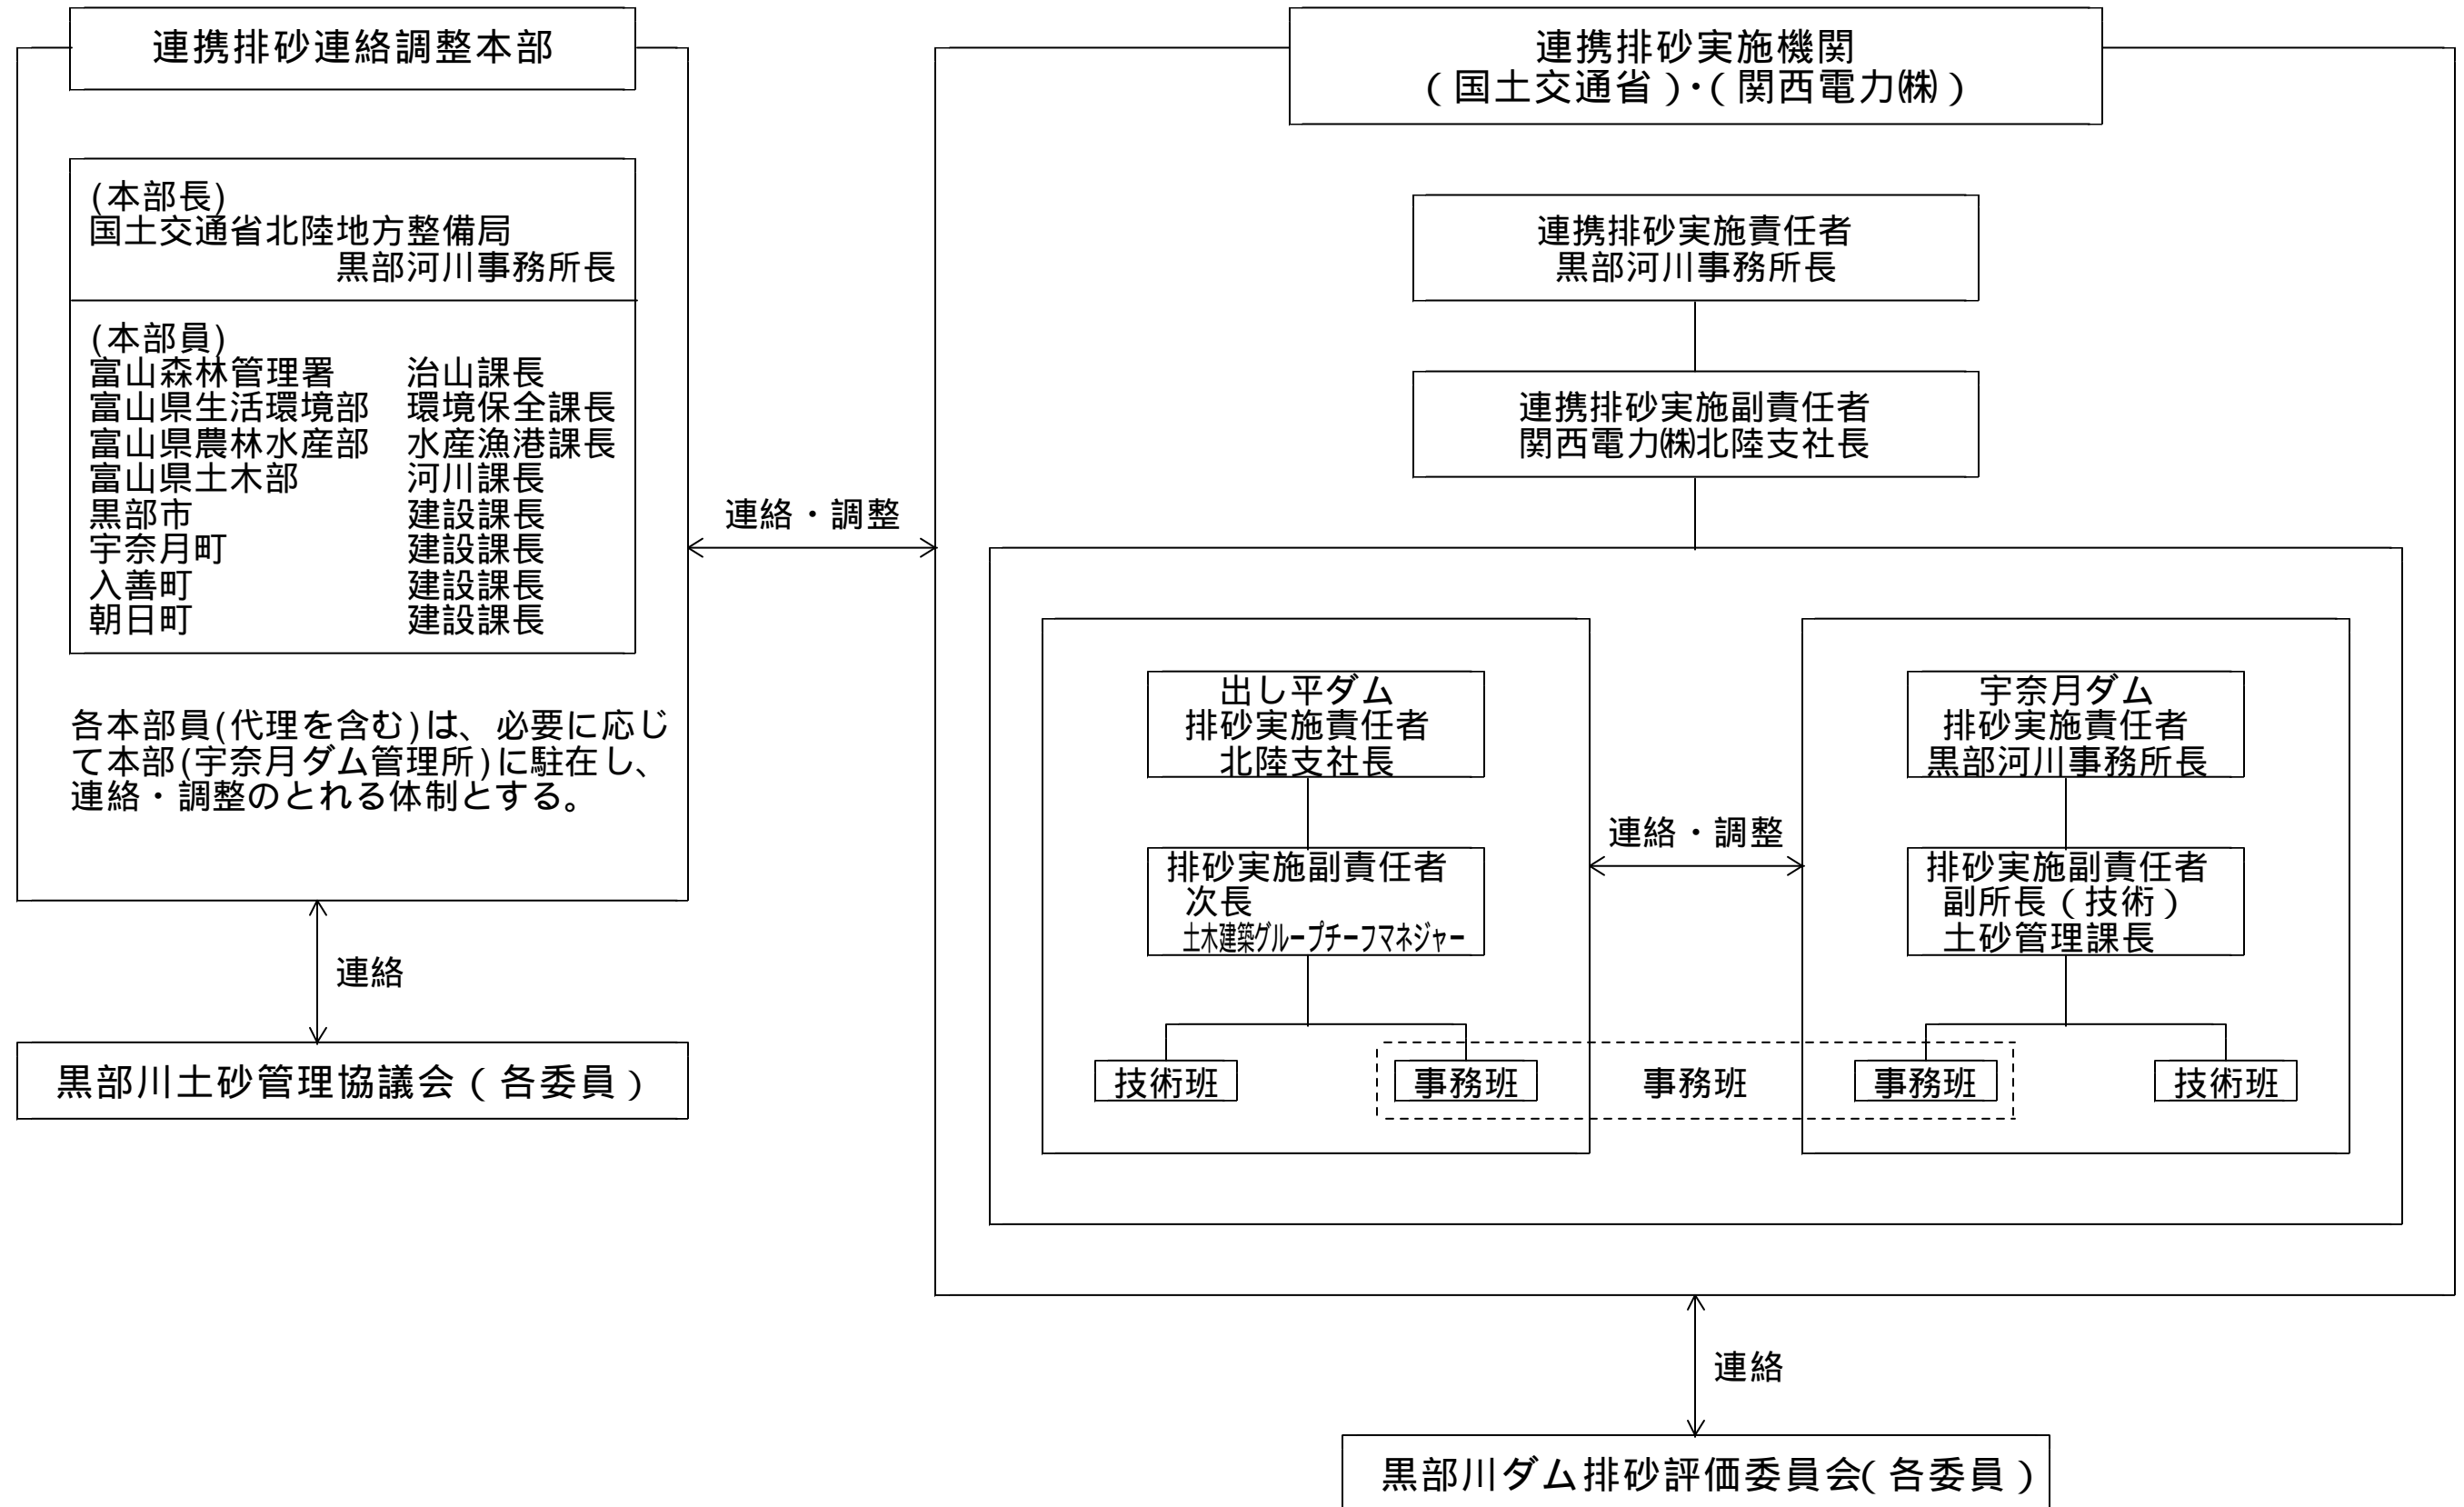 連携排砂連絡調整本部
(本部長)
国土交通省北陸地方整備局
黒部河川事務所長
(本部員)
富山森林管理署 治山課長
富山県生活環境部 環境保全課長
富山県農林水産部 水産漁港課長
富山県土木部 河川課長
黒部市 建設課長
宇奈月町 建設課長
入善町 建設課長
朝日町 建設課長
各本部員(代理を含む)は、必要に応じ
て本部(宇奈月ダム管理所)に駐在し、
連絡・調整のとれる体制とする。
連絡
黒部川土砂管理協議会(各委員)
連絡・調整
連携排砂実施機関
(国土交通省)・(関西電力㈱)
連携排砂実施責任者
黒部河川事務所長
連携排砂実施副責任者
関西電力㈱北陸支社長
出し平ダム
排砂実施責任者
北陸支社長
排砂実施副責任者
次長
土木建築グループチーフマネジャー
技術班
事務班
連絡・調整
事務班
宇奈月ダム
排砂実施責任者
黒部河川事務所長
排砂実施副責任者
副所長(技術)
土砂管理課長
事務班
技術班
連絡
黒部川ダム排砂評価委員会(各委員)